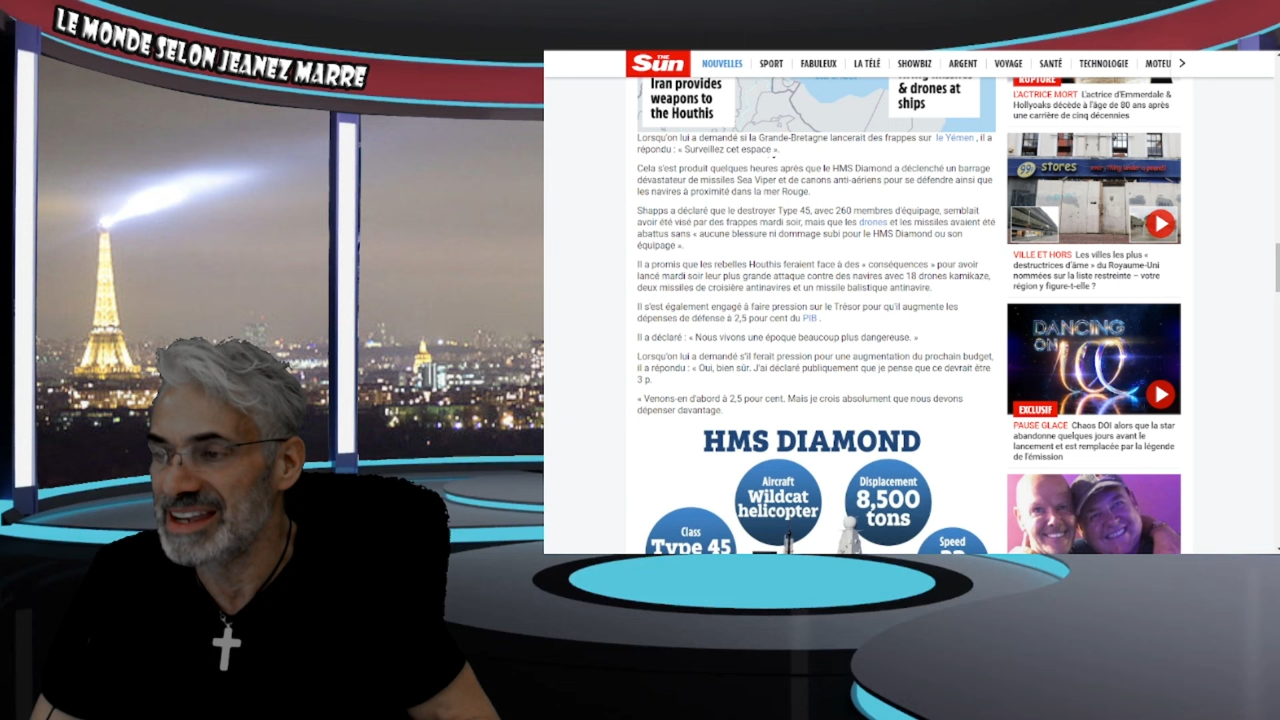 LE MONDE SELON JEANEZ MARRE
THE
Sun
NOUVELLES
SPORT
FABULEUX
LA TÉLÉ
SHOWBIZ
ARGENT
VOYAGE
SANTÉ
TECHNOLOGIE
MOTEU
Iran provides
weapons to
the Houthis
& drones at
ships
Lorsqu'on lui a demandé si la Grande-Bretagne lancerait des frappes sur le Yémen , il a
répondu : « Surveillez cet espace ».
Cela s'est produit quelques heures après que le HMS Diamond a déclenché un barrage
dévastateur de missiles Sea Viper et de canons anti-aériens pour se défendre ainsi que
les navires à proximité dans la mer Rouge.
Shapps a déclaré que le destroyer Type 45, avec 260 membres d'équipage, semblait
avoir été visé par des frappes mardi soir, mais que les drones et les missiles avaient été
abattus sans « aucune blessure ni dommage subi pour le HMS Diamond ou son
équipage ».
Il a promis que les rebelles Houthis feraient face à des « conséquences » pour avoir
lancé mardi soir leur plus grande attaque contre des navires avec 18 drones kamikaze,
deux missiles de croisière antinavires et un missile balistique antinavire.
Il s'est également engagé à faire pression sur le Trésor pour qu'il augmente les
dépenses de défense à 2,5 pour cent du PIB .
Il a déclaré : « Nous vivons une époque beaucoup plus dangereuse. »
Lorsqu'on lui a demandé s'il ferait pression pour une augmentation du prochain budget,
il a répondu : « Oui, bien sûr. J'ai déclaré publiquement que je pense que ce devrait être
3 p.
« Venons-en d'abord à 2,5 pour cent. Mais je crois absolument que nous devons
dépenser davantage.
HMS DIAMOND
Aircraft
Wildcat
helicopter
Displacement
8,500
tons
Class
Type 45
Speed
RUPTURE
L'ACTRICE MORT L'actrice d'Emmerdale &
Hollyoaks décède à l'âge de 80 ans après
une carrière de cinq décennies
99p stores
VILLE ET HORS Les villes les plus «
destructrices d'âme » du Royaume-Uni
nommées sur la liste restreinte – votre
région y figure-t-elle ?
DANCING
ON
ICE
EXCLUSIF
PAUSE GLACE Chaos DOI alors que la star
abandonne quelques jours avant le
lancement et est remplacée par la légende
de l'émission